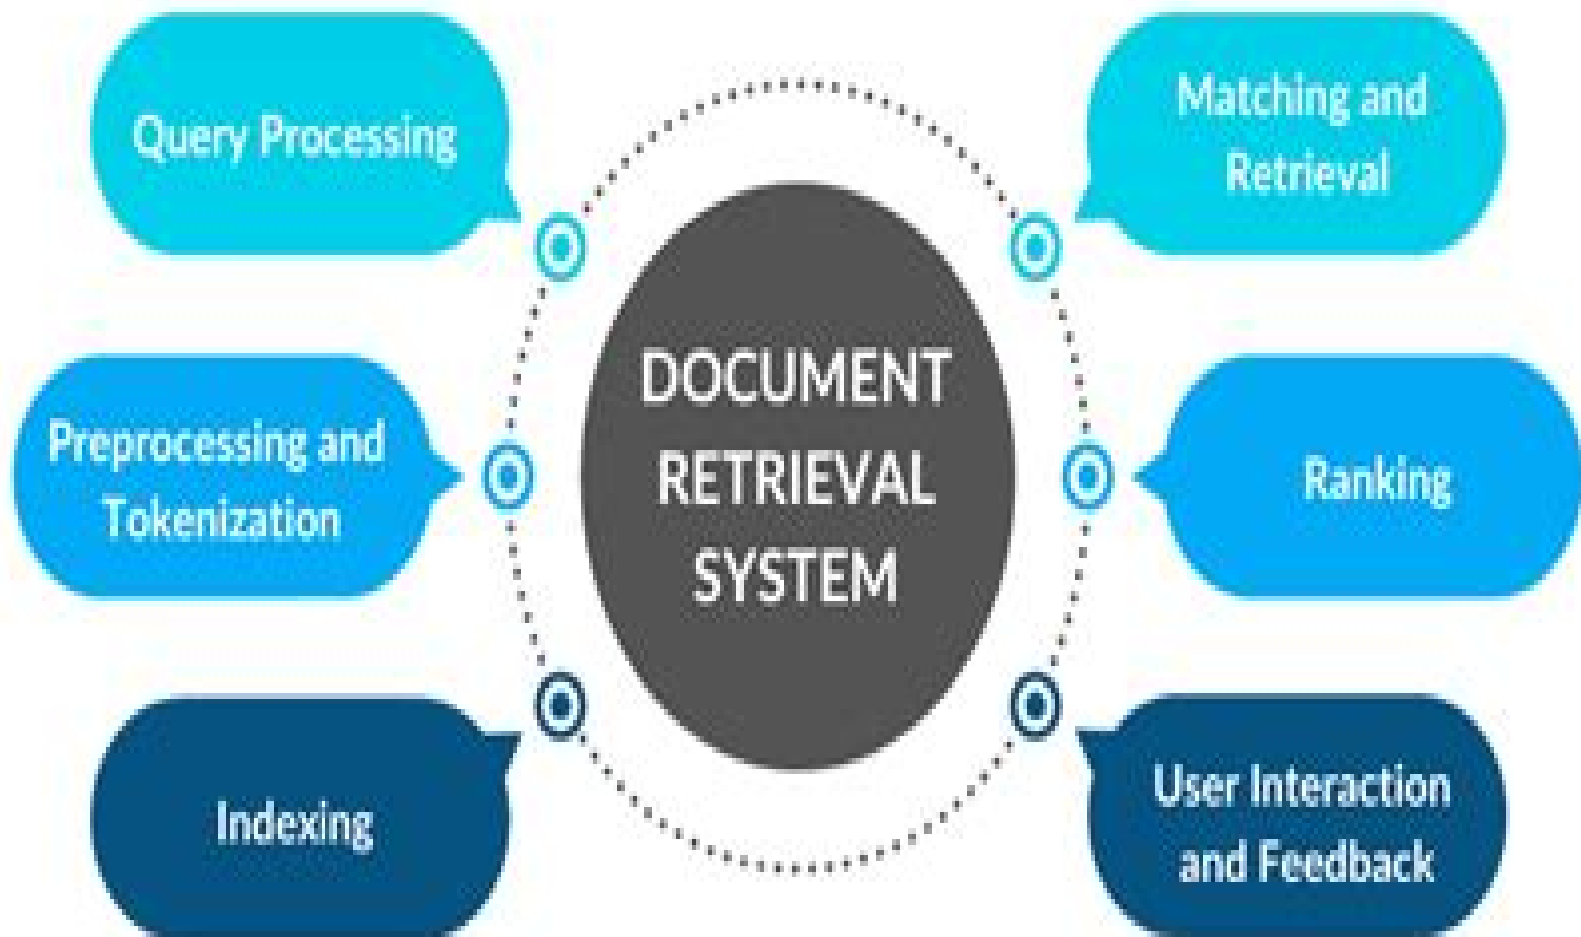 Query Processing
Matching and
Retrieval
DOCUMENT
RETRIEVAL
SYSTEM
Preprocessing and
Tokenization
Ranking
Indexing
User Interaction
and Feedback